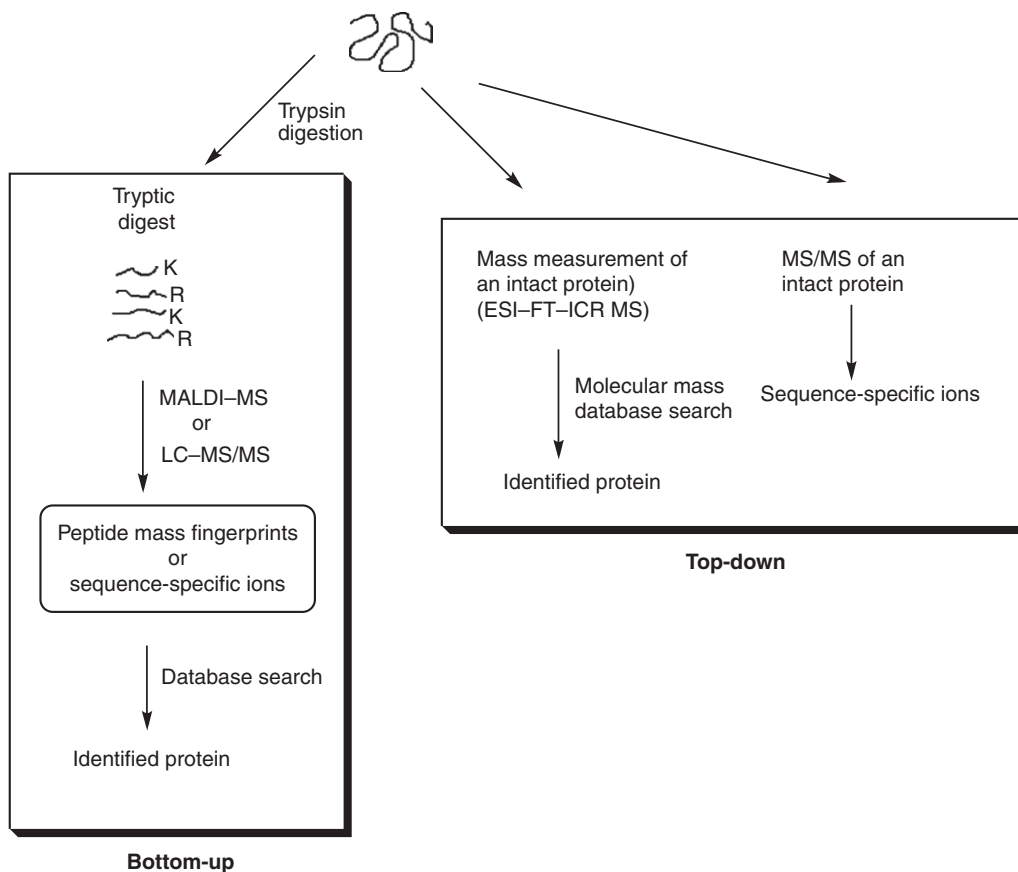 Trypsin
digestion
Tryptic
digest
K
R
K
R
MALDI–MS
or
LC–MS/MS
Peptide mass fingerprints
or
sequence-specific ions
Database search
Identified protein
Bottom-up
Mass measurement of
an intact protein)
(ESI–FT–ICR MS)
Molecular mass
database search
Identified protein
MS/MS of an
intact protein
Sequence-specific ions
Top-down